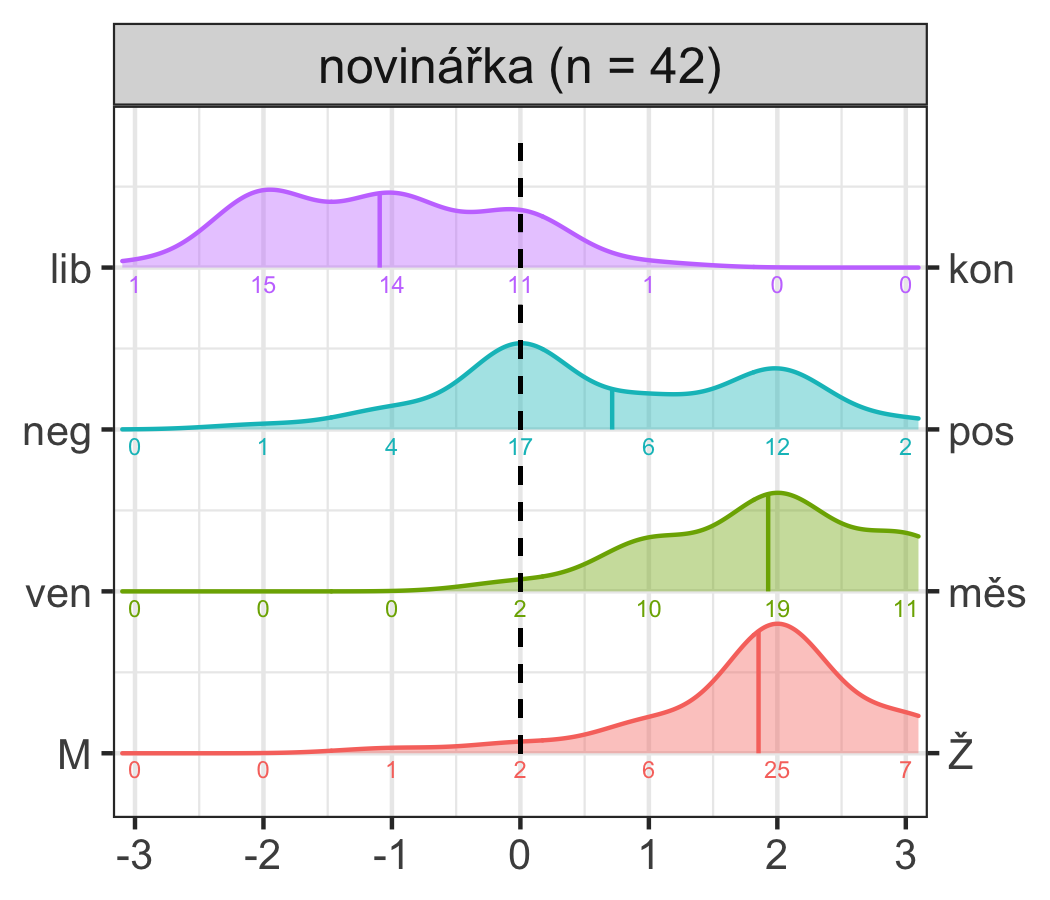 novinářka (n = 42)
lib kon
1 15 14 11 1 0 0
neg pos
0 1 4 17 6 12 2
ven měs
0 0 0 2 10 19 11
M Ž
0 0 1 2 6 25 7
-3 -2 -1 0 1 2 3